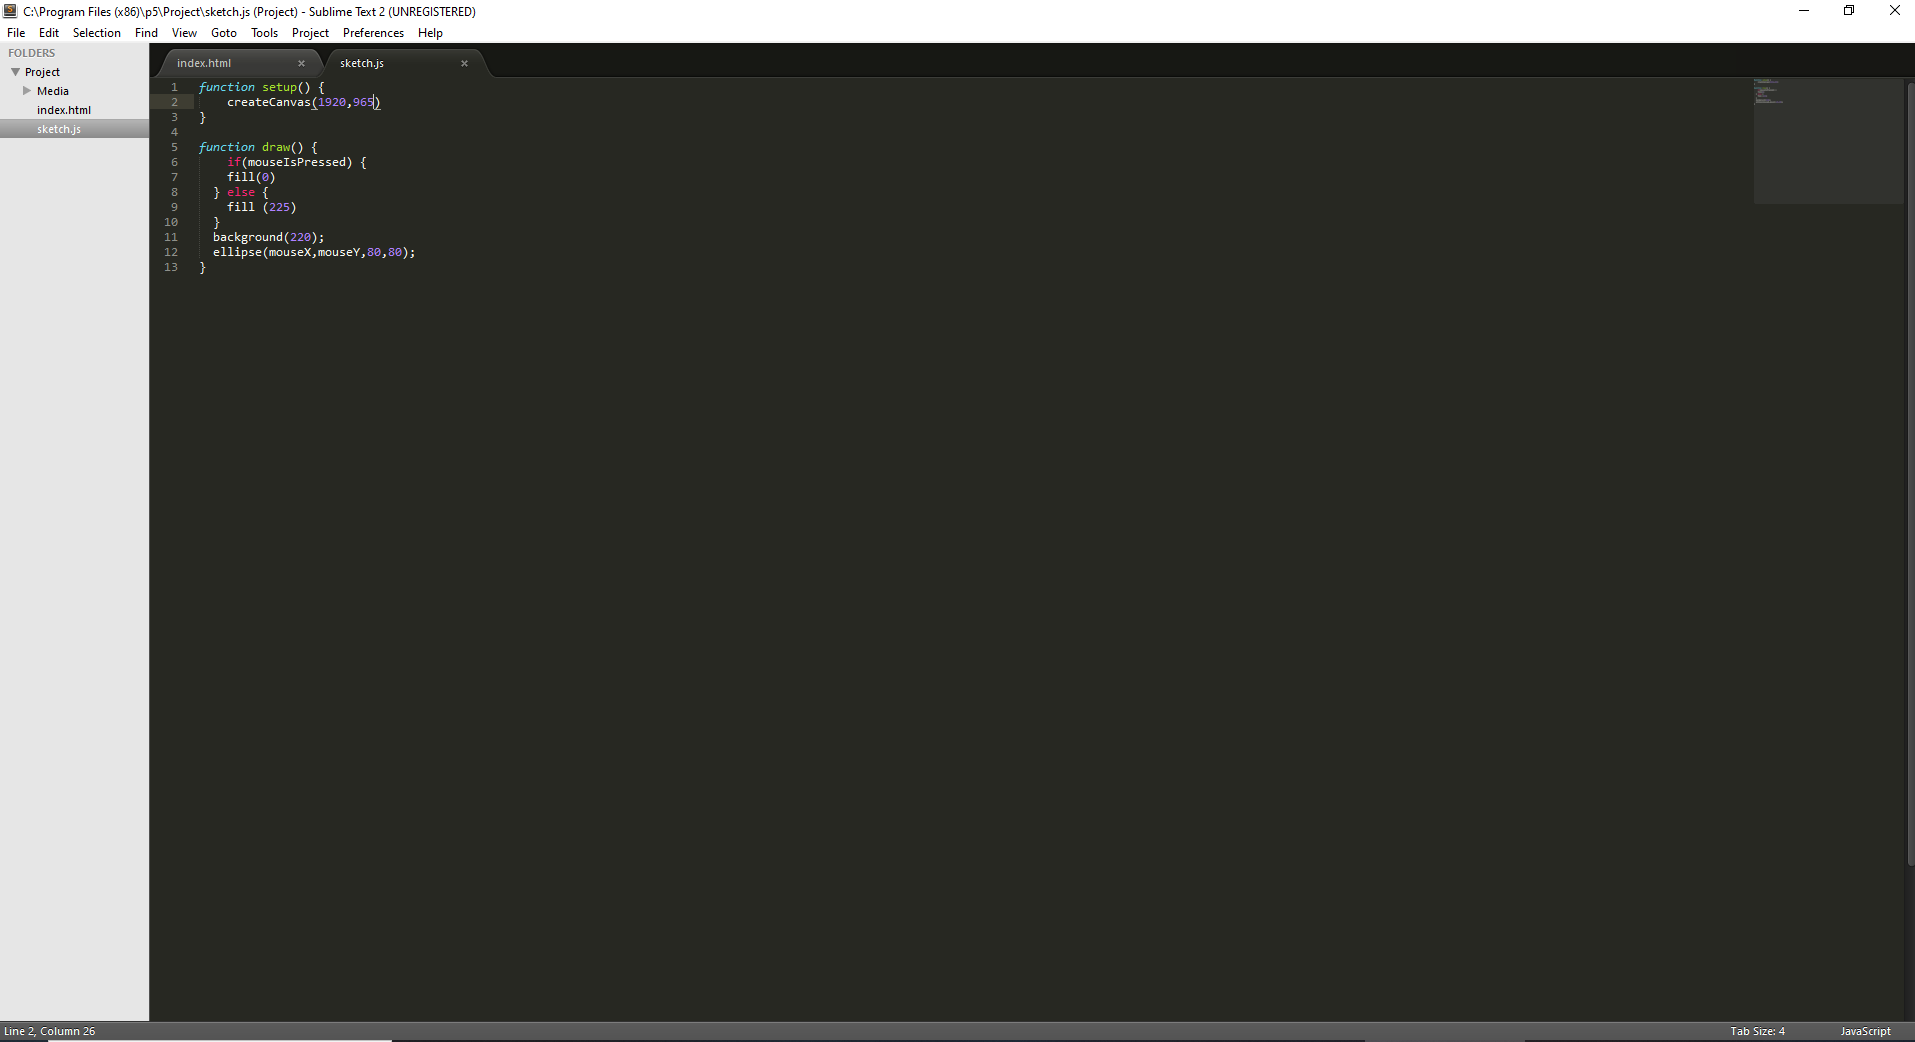 C:\Program Files (x86)\p5\Project\sketch.js (Project) - Sublime Text 2 (UNREGISTERED)
File Edit Selection Find View Goto Tools Project Preferences Help
FOLDERS
Project
Media
index.html
sketch.js
index.html × sketch.js ×
1 function setup() {
2     createCanvas(1920,965)
3 }
4
5 function draw() {
6     if(mouseIsPressed) {
7     fill(0)
8   } else {
9     fill (225)
10   }
11   background(220);
12   ellipse(mouseX,mouseY,80,80);
13 }
Line 2, Column 26 Tab Size: 4 JavaScript